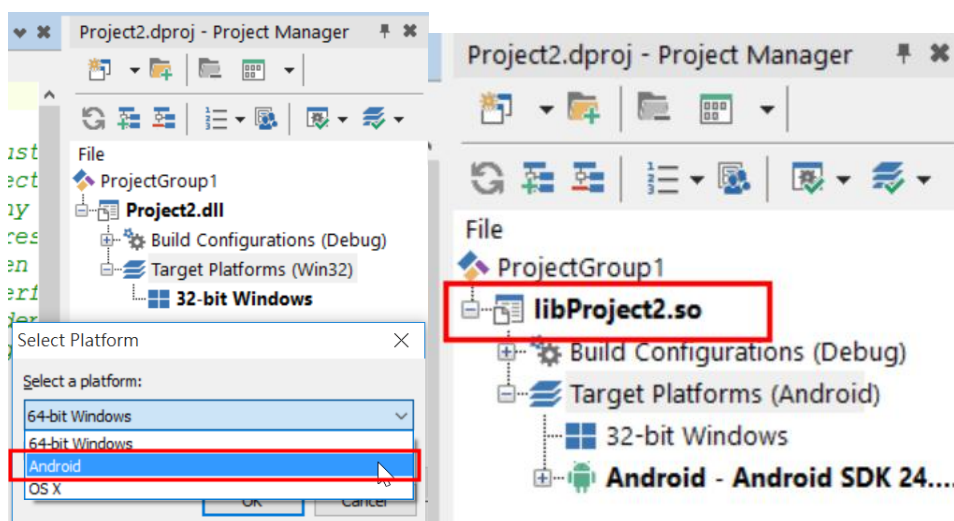 Project2.dproj - Project Manager
File
ProjectGroup1
Project2.dll
Build Configurations (Debug)
Target Platforms (Win32)
32-bit Windows
Select Platform
Select a platform:
64-bit Windows
64-bit Windows
Android
OS X
OK Cancel
Project2.dproj - Project Manager
File
ProjectGroup1
libProject2.so
Build Configurations (Debug)
Target Platforms (Android)
32-bit Windows
Android - Android SDK 24....